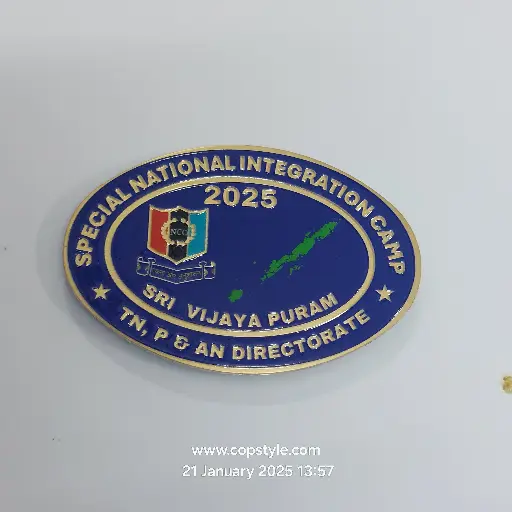 SPECIAL NATIONAL INTEGRATION CAMP
2025
NCC
SRI VIJAYA PURAM
TN, P & AN DIRECTORATE
www.copstyle.com
21 January 2025 13:57